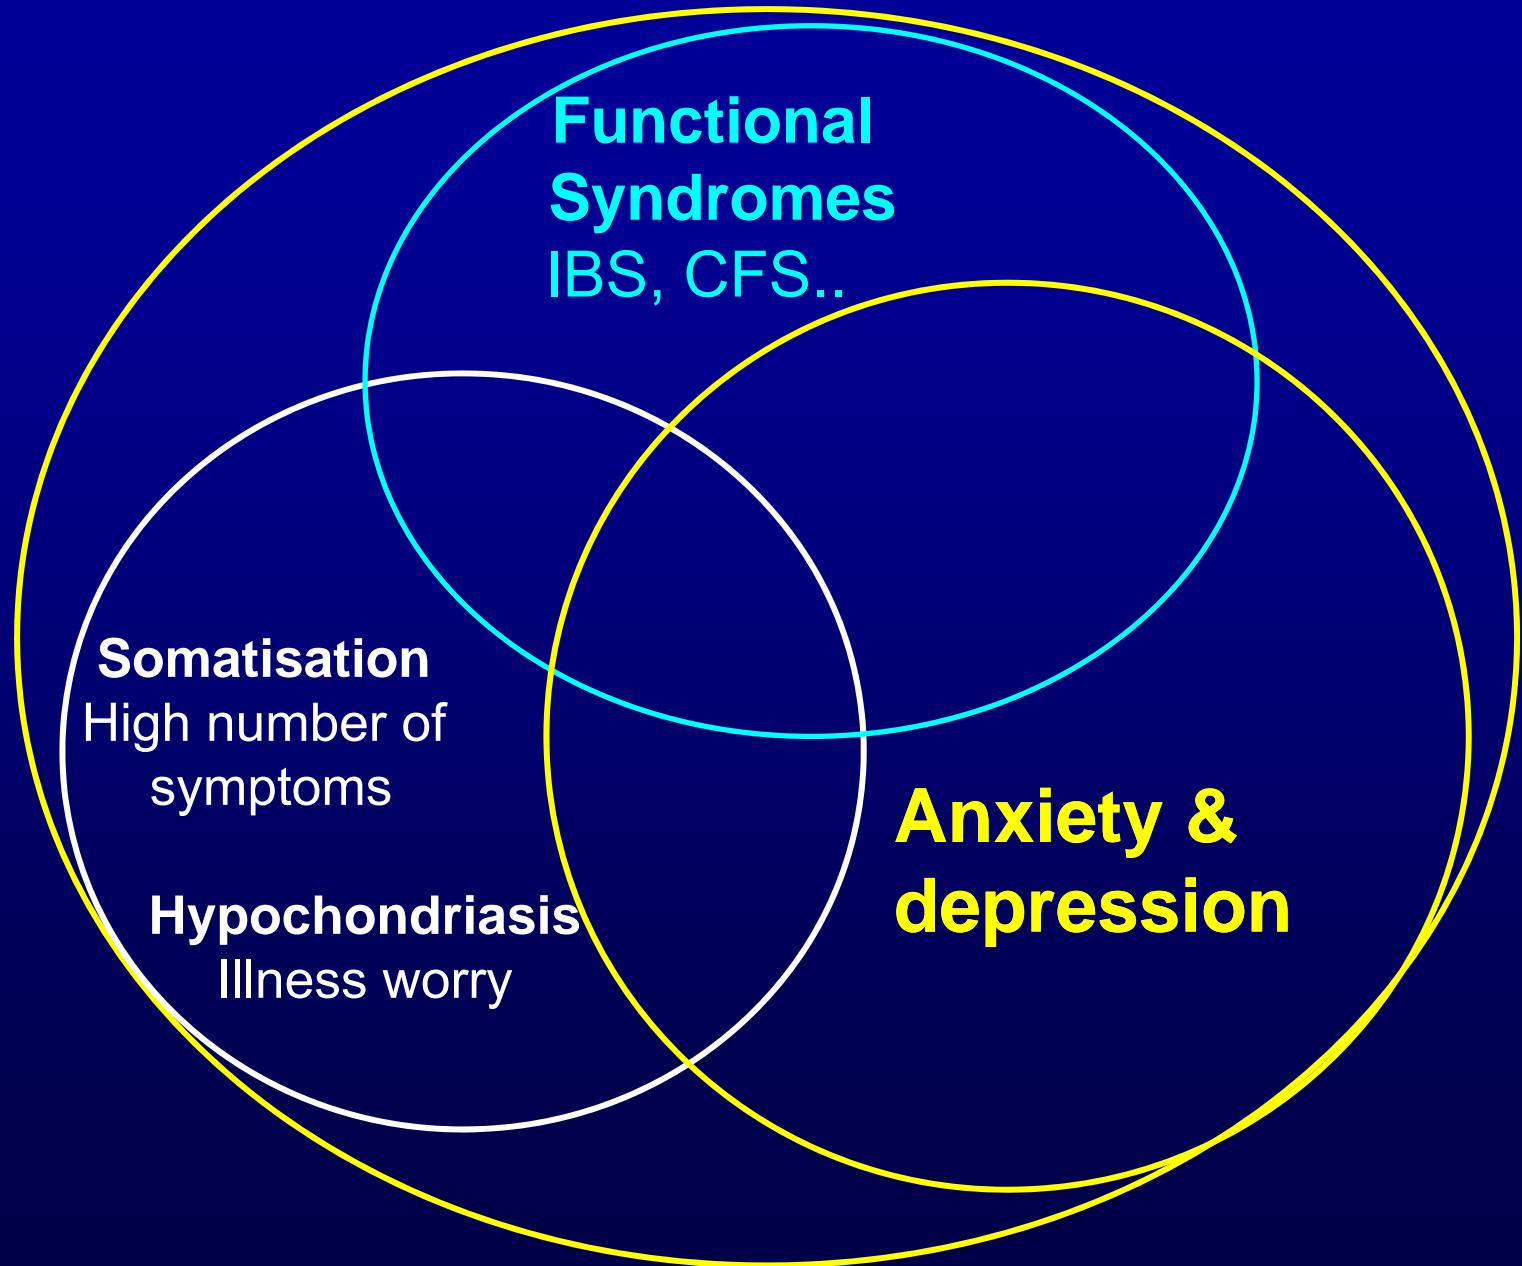 Functional
Syndromes
IBS, CFS..
Somatisation
High number of
symptoms
Hypochondriasis
Illness worry
Anxiety &
depression